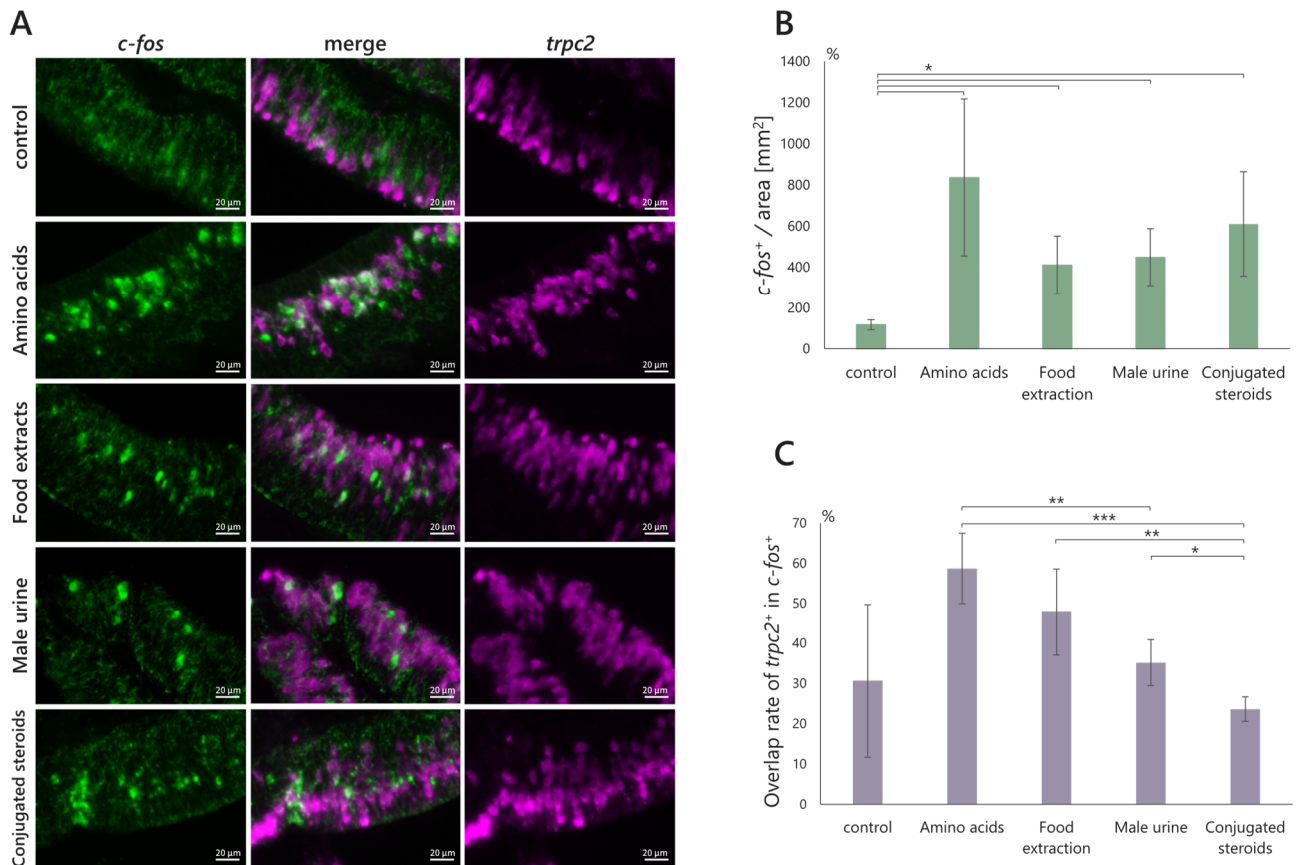 A
c-fos merge trpc2
control
20 μm 20 μm 20 μm
Amino acids
20 μm 20 μm 20 μm
Food extracts
20 μm 20 μm 20 μm
Male urine
20 μm 20 μm 20 μm
Conjugated steroids
20 μm 20 μm 20 μm
B
%
c-fos⁺ / area [mm²]
1400
1200
1000
800
600
400
200
0
*
control Amino acids Food Male urine Conjugated
extraction steroids
C
%
Overlap rate of trpc2⁺ in c-fos⁺
70
60
50
40
30
20
10
0
**
***
**
*
control Amino acids Food Male urine Conjugated
extraction steroids